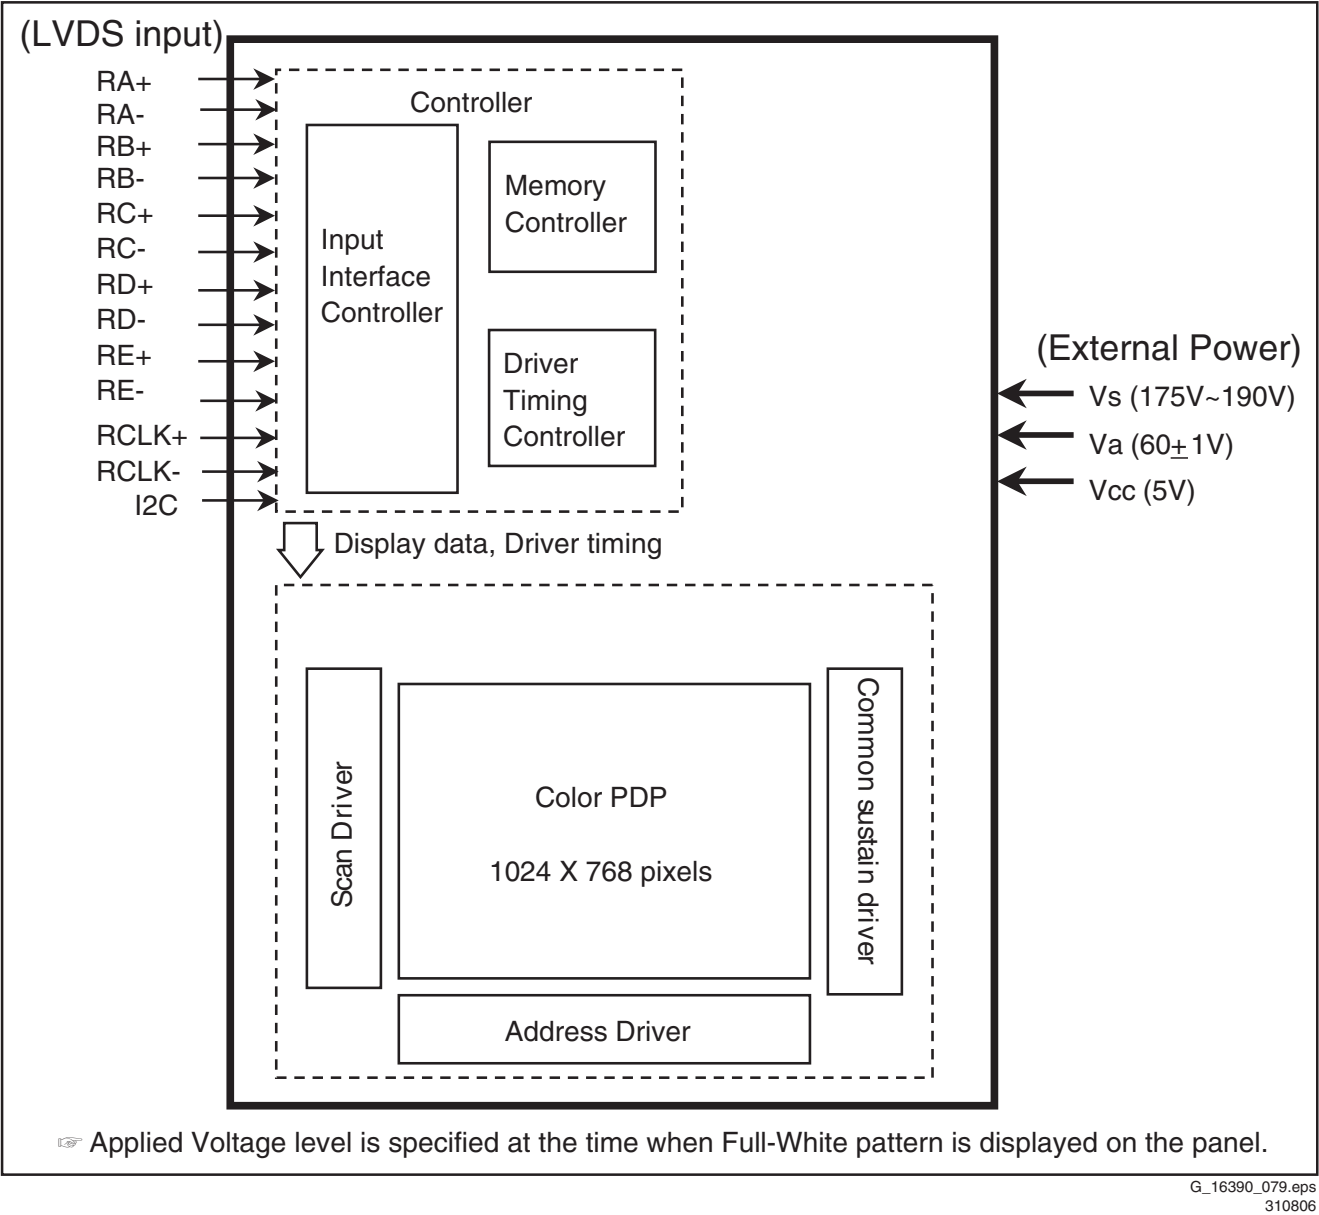 (LVDS input)
RA+
RA-
RB+
RB-
RC+
RC-
RD+
RD-
RE+
RE-
RCLK+
RCLK-
I2C
Controller
Input
Interface
Controller
Memory
Controller
Driver
Timing
Controller
(External Power)
Vs (175V~190V)
Va (60±1V)
Vcc (5V)
Display data, Driver timing
Scan Driver
Color PDP
1024 X 768 pixels
Common sustain driver
Address Driver
☞ Applied Voltage level is specified at the time when Full-White pattern is displayed on the panel.
G_16390_079.eps
310806